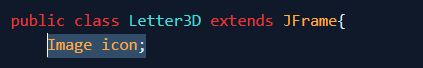 public class Letter3D extends JFrame{
Image icon;